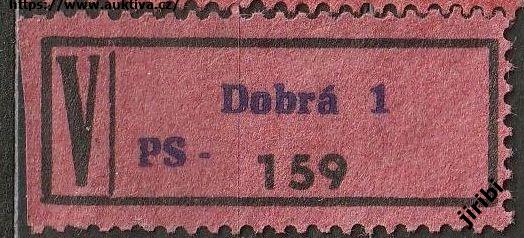 https://www.auktiva.cz/
V
Dobrá 1
PS - 159
jiribi